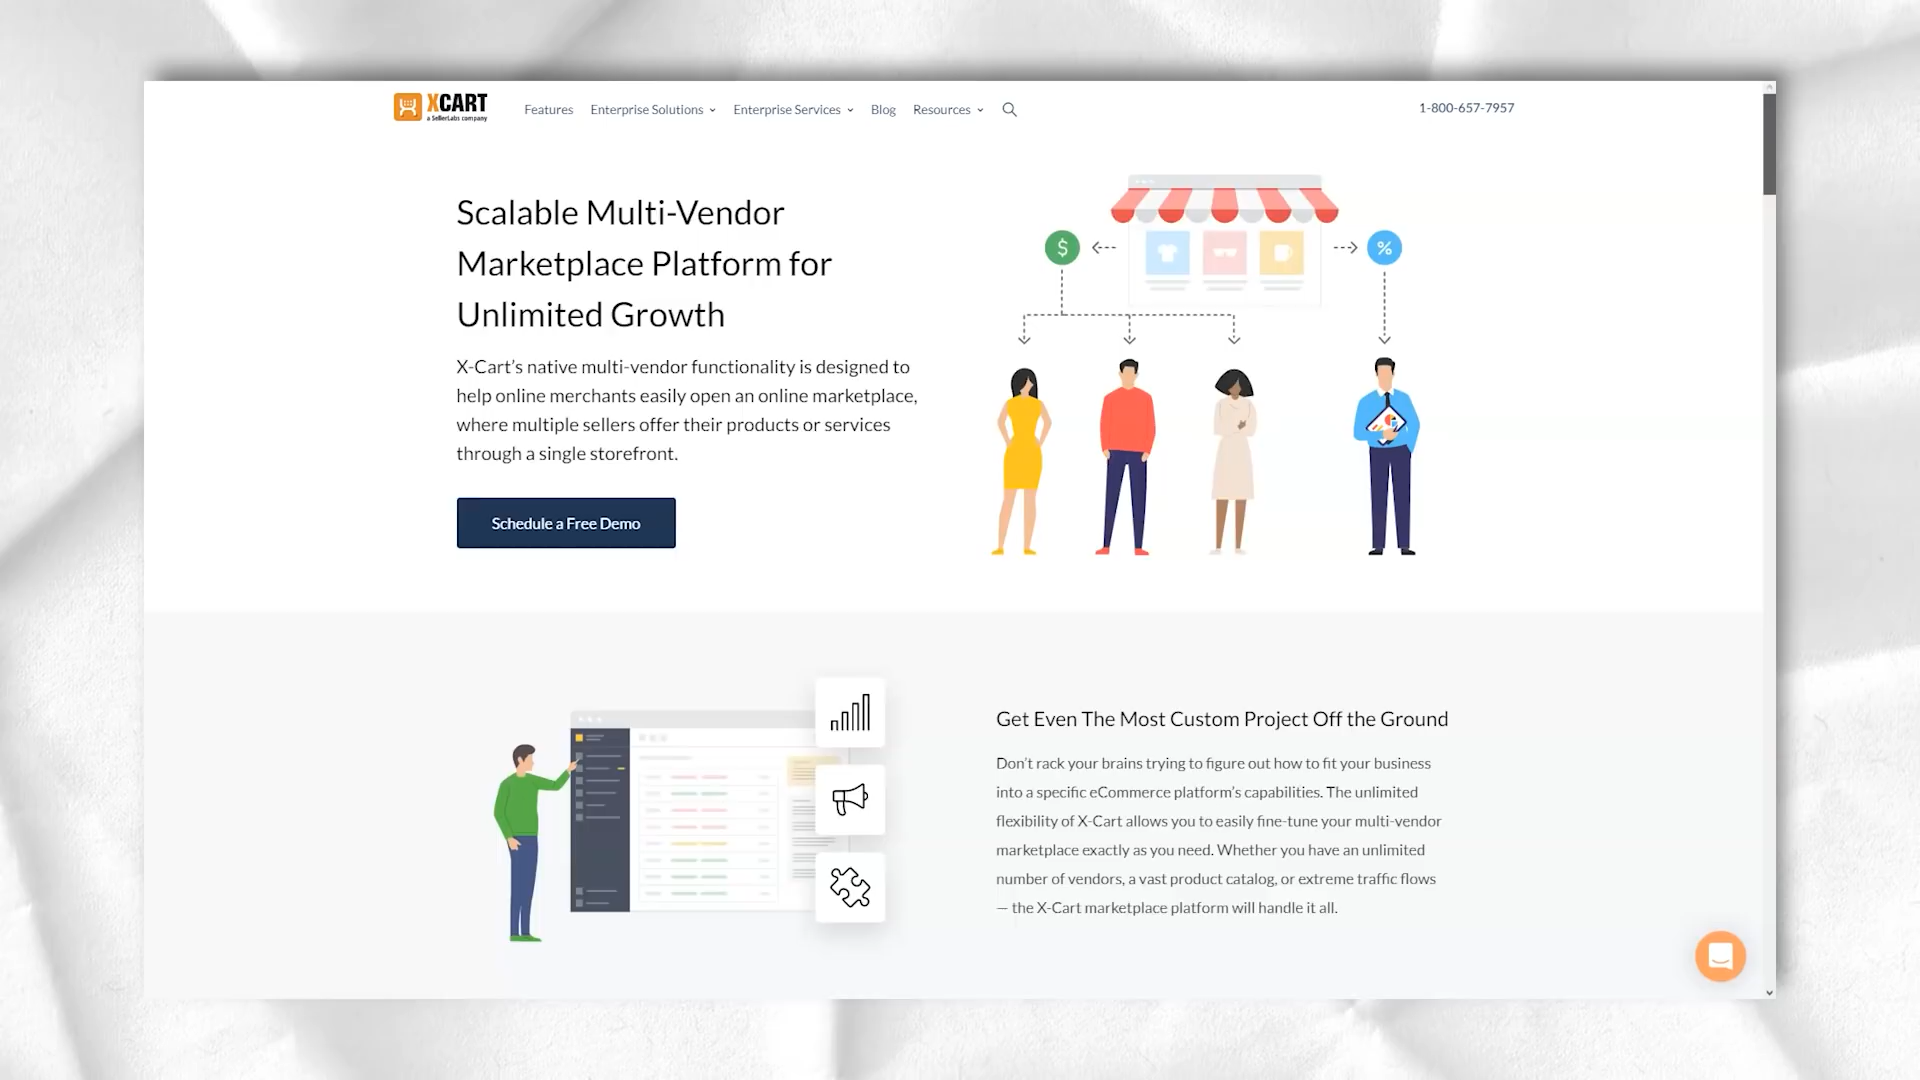 XCART
a SellerLabs company
Features
Enterprise Solutions
Enterprise Services
Blog
Resources
1-800-657-7957
Scalable Multi-Vendor
Marketplace Platform for
Unlimited Growth
X-Cart’s native multi-vendor functionality is designed to
help online merchants easily open an online marketplace,
where multiple sellers offer their products or services
through a single storefront.
Schedule a Free Demo
$
%
Get Even The Most Custom Project Off the Ground
Don’t rack your brains trying to figure out how to fit your business
into a specific eCommerce platform’s capabilities. The unlimited
flexibility of X-Cart allows you to easily fine-tune your multi-vendor
marketplace exactly as you need. Whether you have an unlimited
number of vendors, a vast product catalog, or extreme traffic flows
— the X-Cart marketplace platform will handle it all.